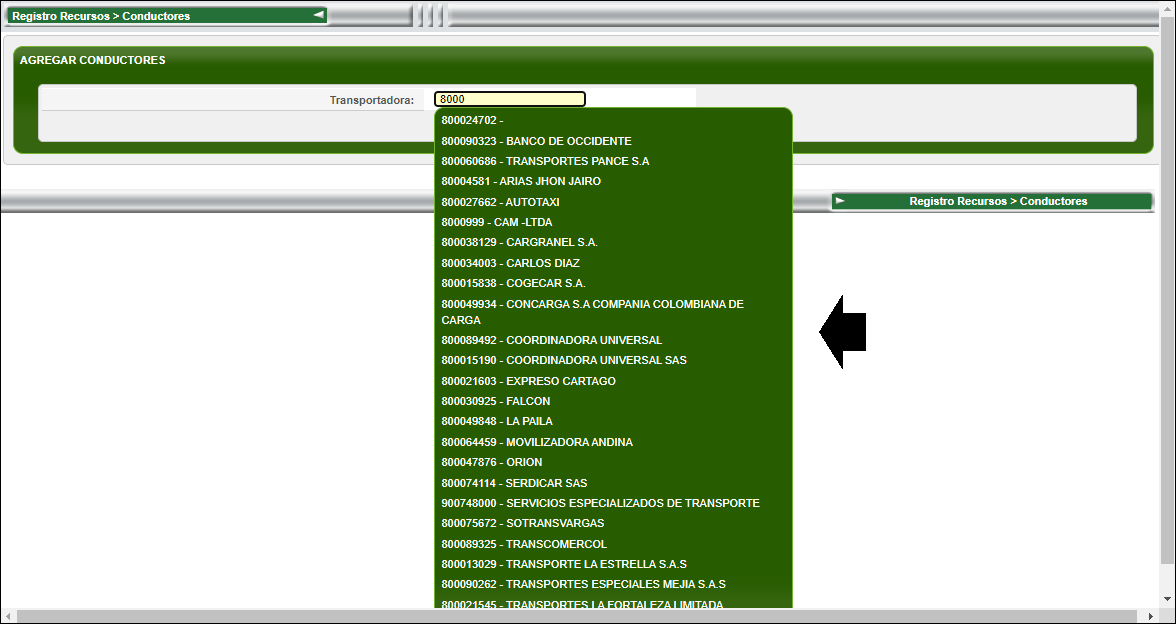 Registro Recursos > Conductores
AGREGAR CONDUCTORES
Transportadora:
8000
800024702 -
800090323 - BANCO DE OCCIDENTE
800060686 - TRANSPORTES PANCE S.A
80004581 - ARIAS JHON JAIRO
800027662 - AUTOTAXI
8000999 - CAM -LTDA
800038129 - CARGRANEL S.A.
800034003 - CARLOS DIAZ
800015838 - COGECAR S.A.
800049934 - CONCARGA S.A COMPANIA COLOMBIANA DE
CARGA
800089492 - COORDINADORA UNIVERSAL
800015190 - COORDINADORA UNIVERSAL SAS
800021603 - EXPRESO CARTAGO
800030925 - FALCON
800049848 - LA PAILA
800064459 - MOVILIZADORA ANDINA
800047876 - ORION
800074114 - SERDICAR SAS
900748000 - SERVICIOS ESPECIALIZADOS DE TRANSPORTE
800075672 - SOTRANSVARGAS
800089325 - TRANSCOMERCOL
800013029 - TRANSPORTE LA ESTRELLA S.A.S
800090262 - TRANSPORTES ESPECIALES MEJIA S.A.S
800021545 - TRANSPORTES LA FORTALEZA LIMITADA
Registro Recursos > Conductores